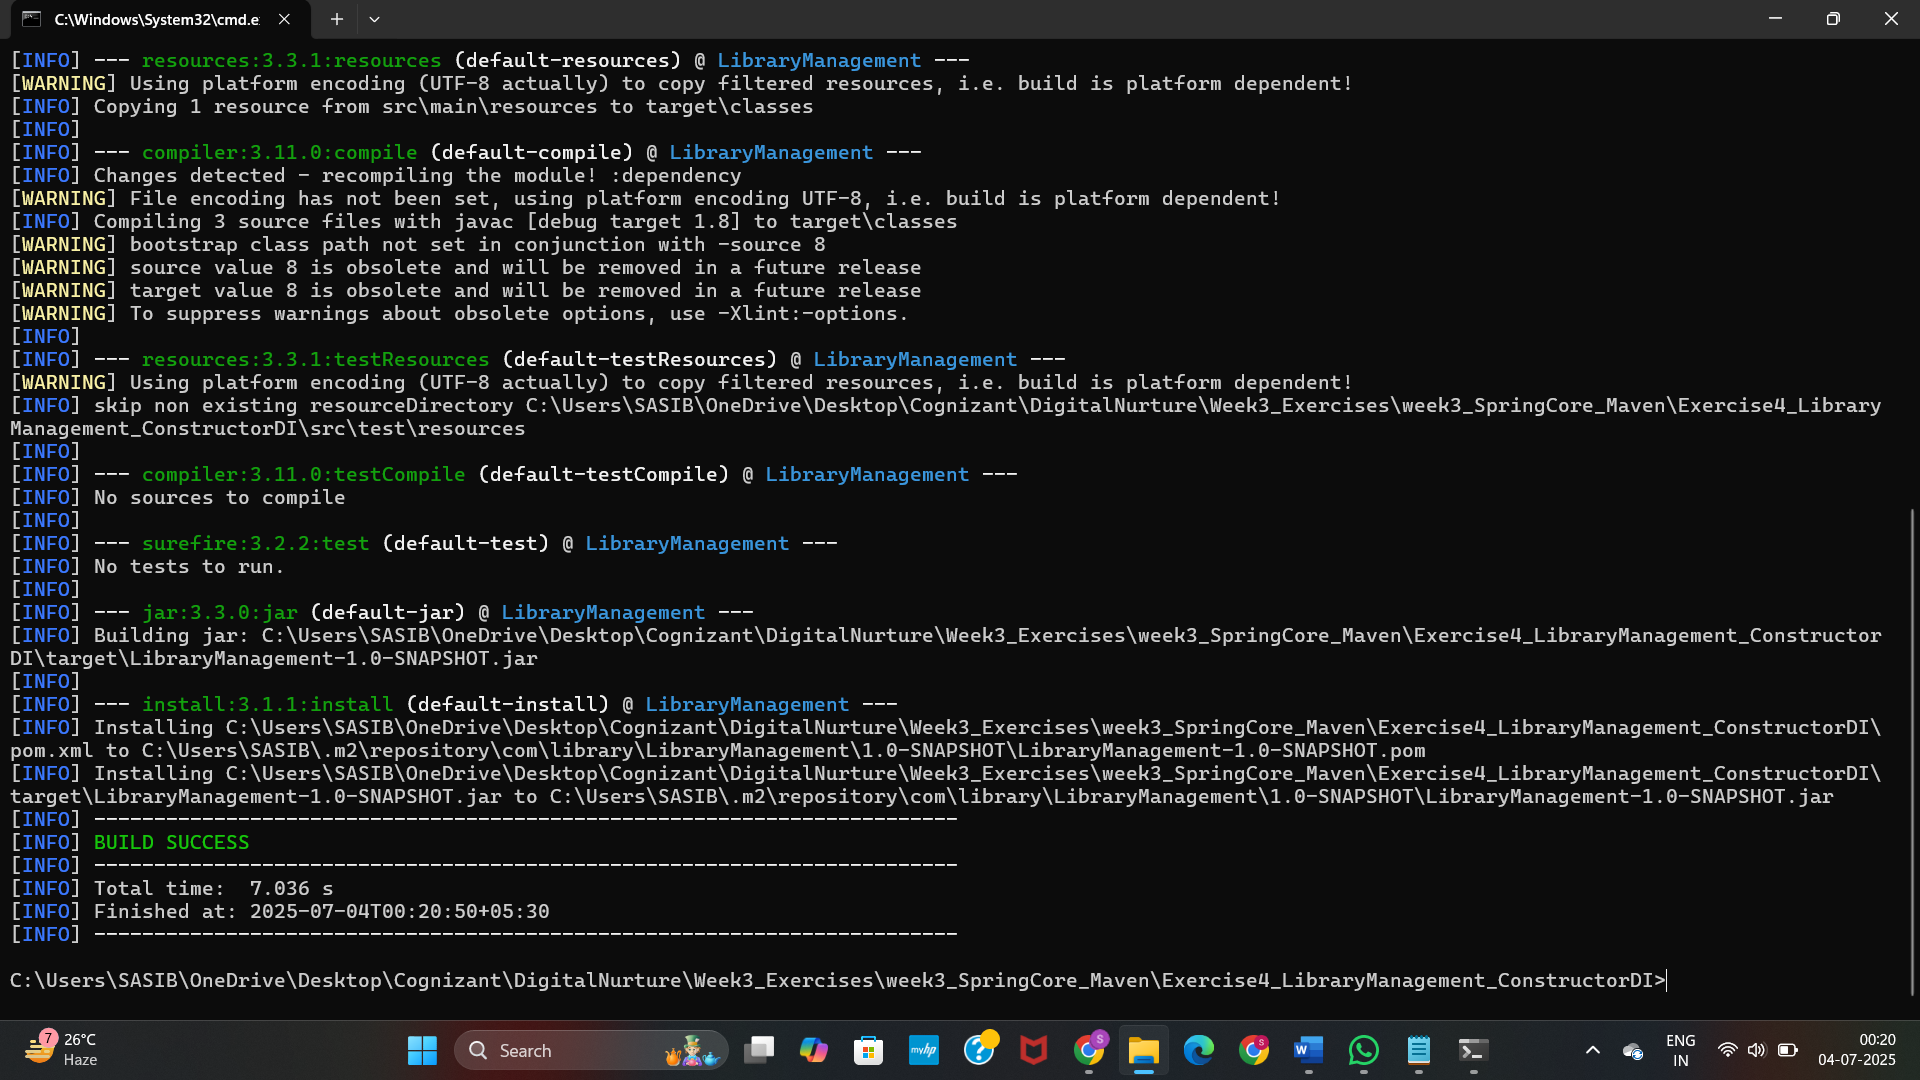 C:\Windows\System32\cmd.e
[INFO] --- resources:3.3.1:resources (default-resources) @ LibraryManagement ---
[WARNING] Using platform encoding (UTF-8 actually) to copy filtered resources, i.e. build is platform dependent!
[INFO] Copying 1 resource from src\main\resources to target\classes
[INFO]
[INFO] --- compiler:3.11.0:compile (default-compile) @ LibraryManagement ---
[INFO] Changes detected - recompiling the module! :dependency
[WARNING] File encoding has not been set, using platform encoding UTF-8, i.e. build is platform dependent!
[INFO] Compiling 3 source files with javac [debug target 1.8] to target\classes
[WARNING] bootstrap class path not set in conjunction with -source 8
[WARNING] source value 8 is obsolete and will be removed in a future release
[WARNING] target value 8 is obsolete and will be removed in a future release
[WARNING] To suppress warnings about obsolete options, use -Xlint:-options.
[INFO]
[INFO] --- resources:3.3.1:testResources (default-testResources) @ LibraryManagement ---
[WARNING] Using platform encoding (UTF-8 actually) to copy filtered resources, i.e. build is platform dependent!
[INFO] skip non existing resourceDirectory C:\Users\SASIB\OneDrive\Desktop\Cognizant\DigitalNurture\Week3_Exercises\week3_SpringCore_Maven\Exercise4_Library
Management_ConstructorDI\src\test\resources
[INFO]
[INFO] --- compiler:3.11.0:testCompile (default-testCompile) @ LibraryManagement ---
[INFO] No sources to compile
[INFO]
[INFO] --- surefire:3.2.2:test (default-test) @ LibraryManagement ---
[INFO] No tests to run.
[INFO]
[INFO] --- jar:3.3.0:jar (default-jar) @ LibraryManagement ---
[INFO] Building jar: C:\Users\SASIB\OneDrive\Desktop\Cognizant\DigitalNurture\Week3_Exercises\week3_SpringCore_Maven\Exercise4_LibraryManagement_Constructor
DI\target\LibraryManagement-1.0-SNAPSHOT.jar
[INFO]
[INFO] --- install:3.1.1:install (default-install) @ LibraryManagement ---
[INFO] Installing C:\Users\SASIB\OneDrive\Desktop\Cognizant\DigitalNurture\Week3_Exercises\week3_SpringCore_Maven\Exercise4_LibraryManagement_ConstructorDI\
pom.xml to C:\Users\SASIB\.m2\repository\com\library\LibraryManagement\1.0-SNAPSHOT\LibraryManagement-1.0-SNAPSHOT.pom
[INFO] Installing C:\Users\SASIB\OneDrive\Desktop\Cognizant\DigitalNurture\Week3_Exercises\week3_SpringCore_Maven\Exercise4_LibraryManagement_ConstructorDI\
target\LibraryManagement-1.0-SNAPSHOT.jar to C:\Users\SASIB\.m2\repository\com\library\LibraryManagement\1.0-SNAPSHOT\LibraryManagement-1.0-SNAPSHOT.jar
[INFO] ------------------------------------------------------------------------
[INFO] BUILD SUCCESS
[INFO] ------------------------------------------------------------------------
[INFO] Total time:  7.036 s
[INFO] Finished at: 2025-07-04T00:20:50+05:30
[INFO] ------------------------------------------------------------------------
C:\Users\SASIB\OneDrive\Desktop\Cognizant\DigitalNurture\Week3_Exercises\week3_SpringCore_Maven\Exercise4_LibraryManagement_ConstructorDI>
7
26°C
Haze
Search
myhp
?
S
S
W
ENG
IN
00:20
04-07-2025